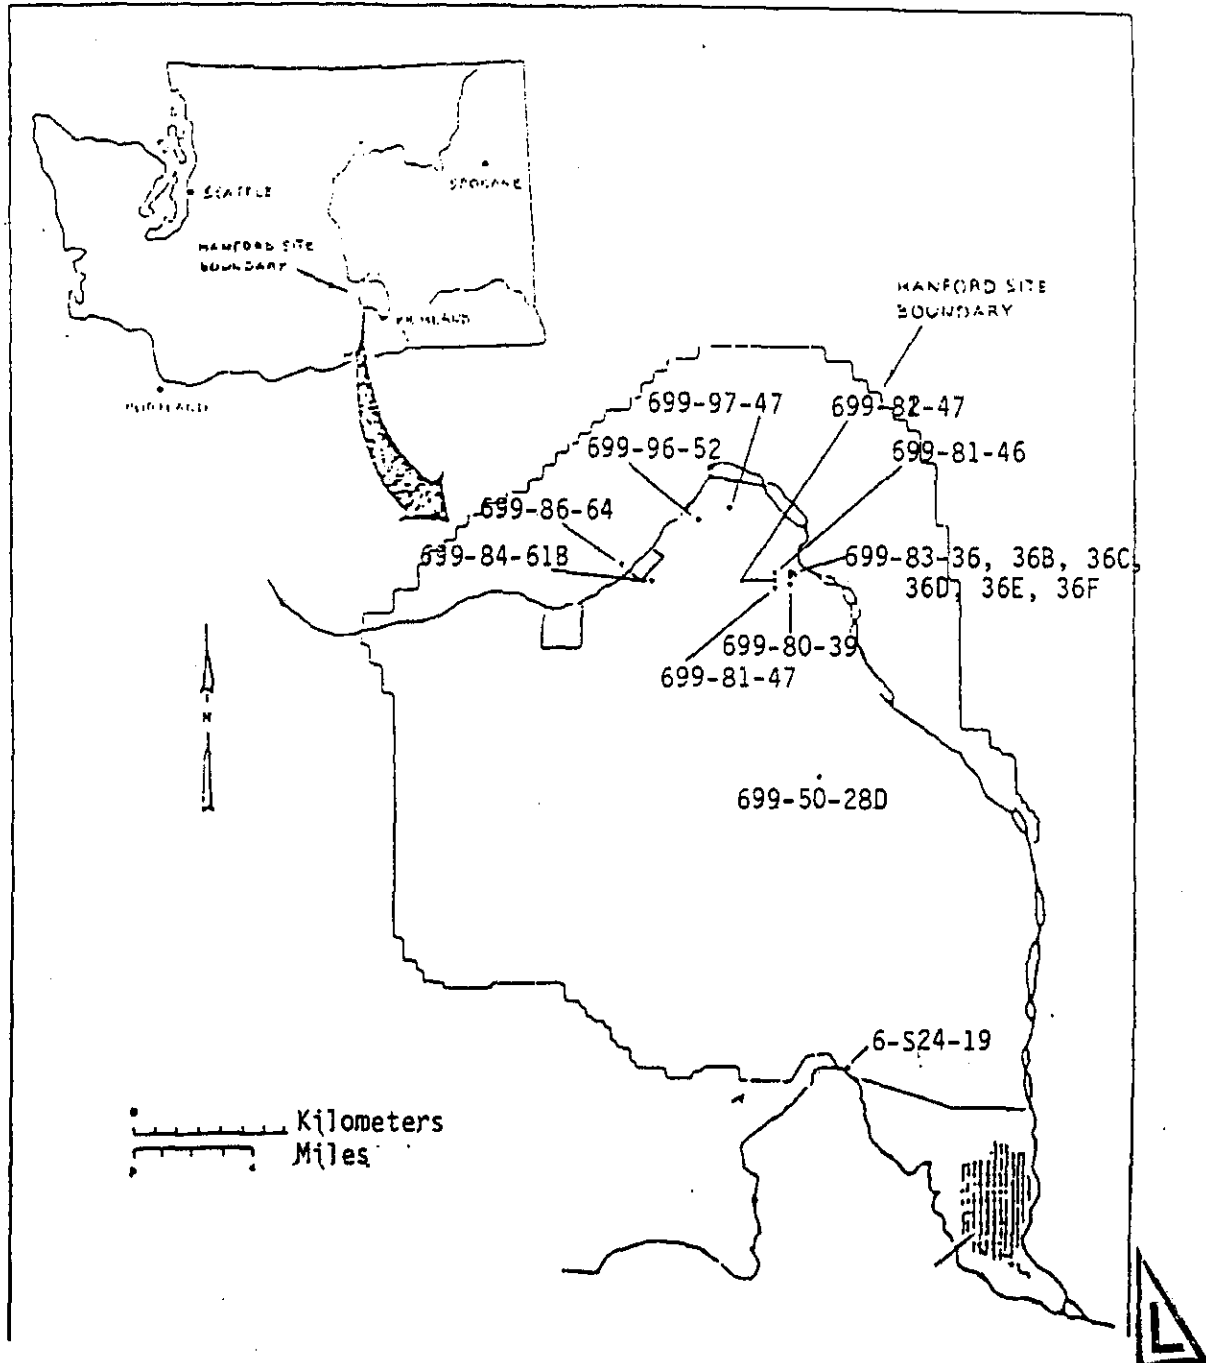 SEATTLE
SPOKANE
HANFORD SITE
BOUNDARY
RICHLAND
PORTLAND
HANFORD SITE
BOUNDARY
699-97-47
699-82-47
699-96-52
699-81-46
699-86-64
699-84-61B
699-83-36, 36B, 36C,
36D, 36E, 36F
699-80-39
699-81-47
N
699-50-28D
6-S24-19
Kilometers
Miles
L